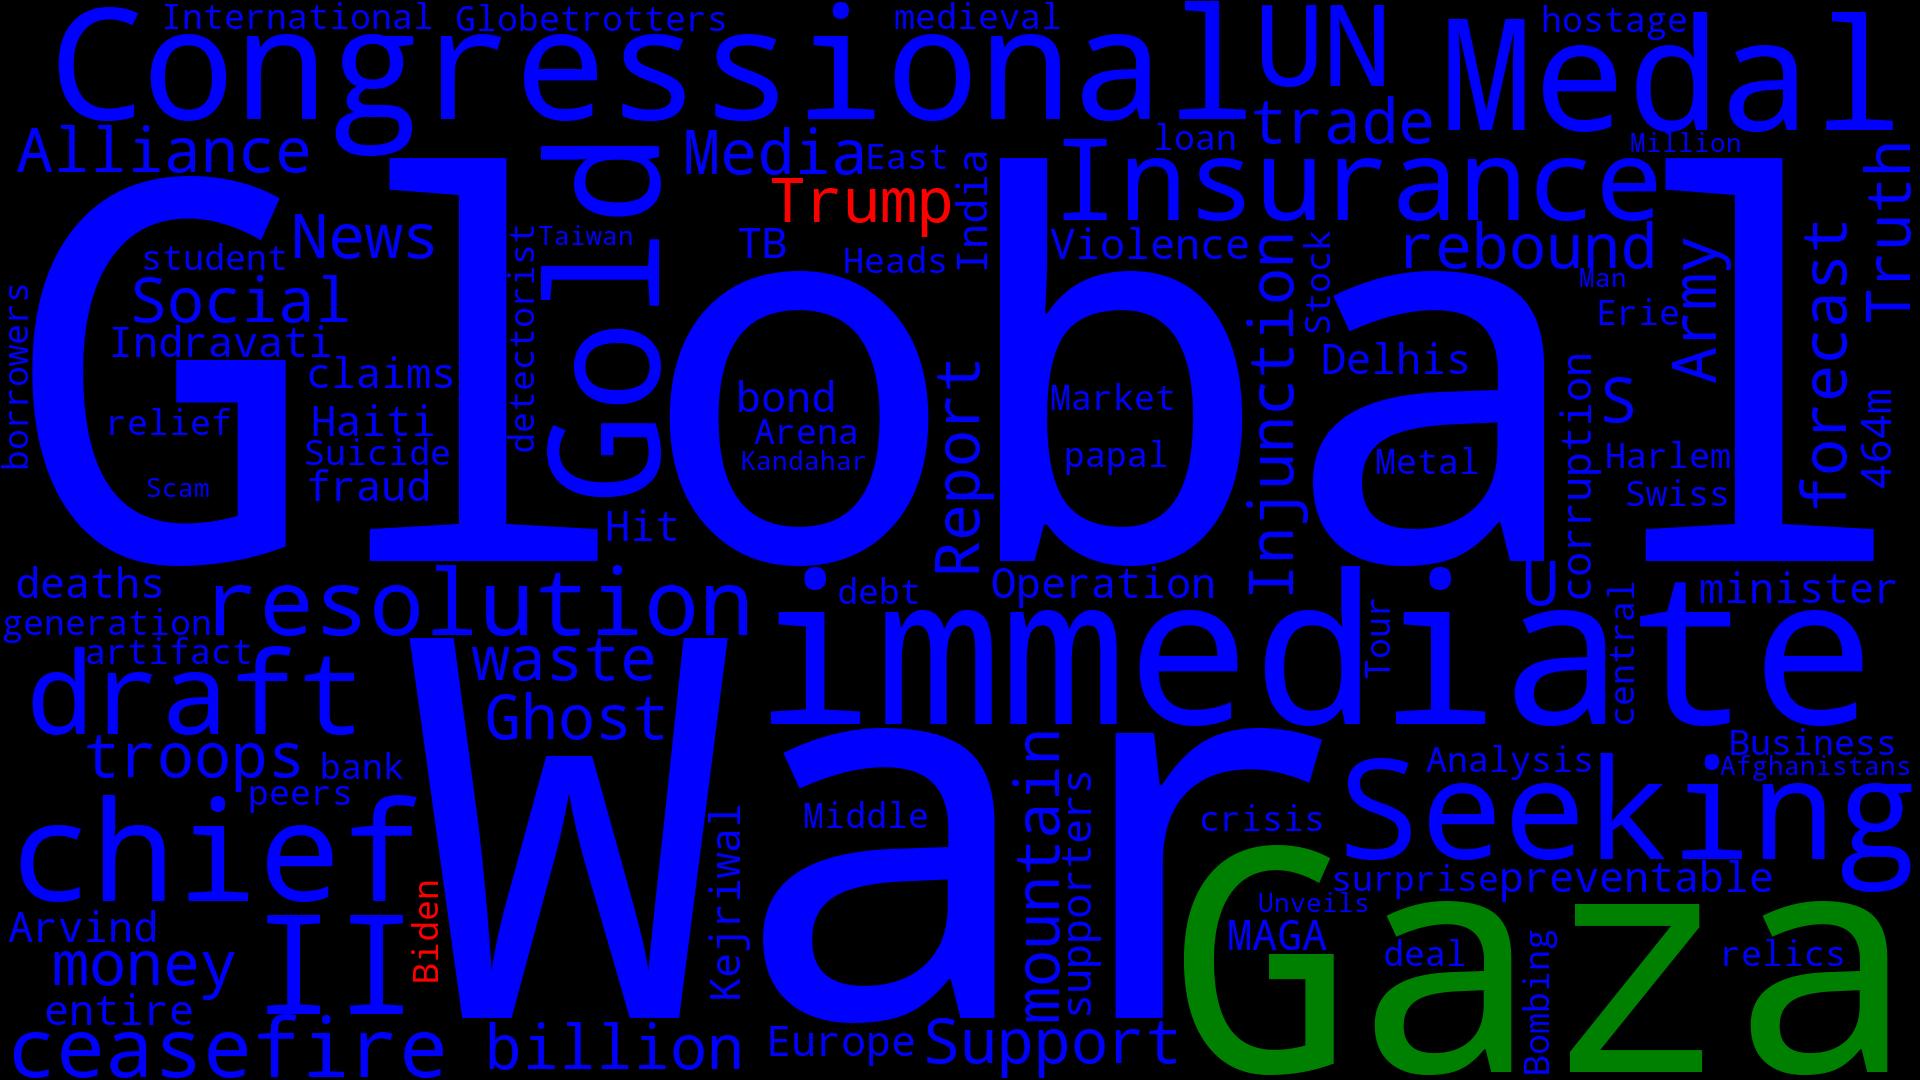 International
Globetrotters
medieval
Congressional
UN
hostage
Medal
trade
loan
Million
Alliance
Media
East
Insurance
Truth
Trump
India
Gold
News
student
Taiwan
TB
Heads
Violence
rebound
Stock
Man
Army
forecast
Social
Erie
borrowers
detectorist
Indravati
Global
claims
Delhis
Injunction
Report
bond
Market
corruption
S
464m
relief
Haiti
Arena
Suicide
Kandahar
papal
Metal
Harlem
Scam
fraud
Swiss
Hit
deaths
resolution
debt
Operation
U
minister
generation
immediate
Tour
central
artifact
draft
waste
Ghost
troops
bank
peers
War
mountain
Analysis
Business
Afghanistans
Seeking
chief
Kejriwal
Middle
supporters
crisis
Biden
surprise
preventable
Arvind
II
Unveils
MAGA
Gaza
money
deal
Bombing
relics
entire
ceasefire
billion
Europe
Support